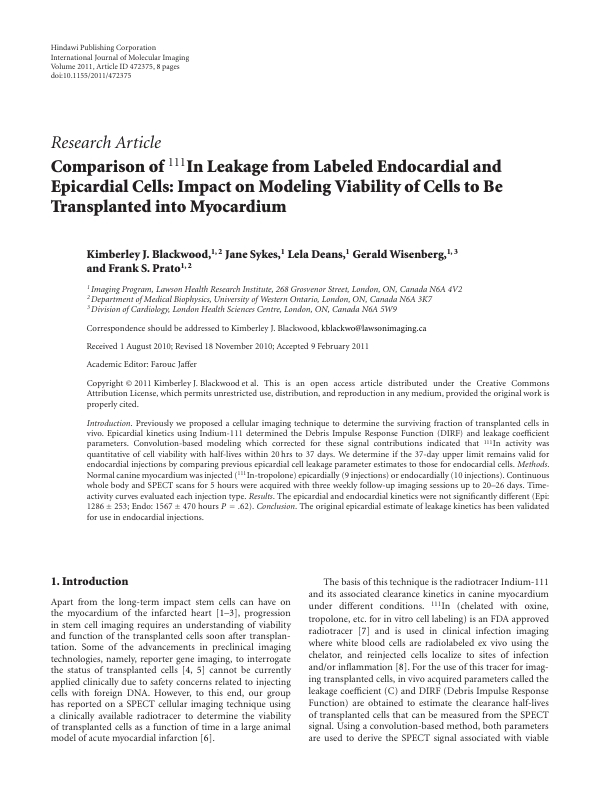 Hindawi Publishing Corporation
International Journal of Molecular Imaging
Volume 2011, Article ID 472375, 8 pages
doi:10.1155/2011/472375
Research Article
Comparison of ¹¹¹In Leakage from Labeled Endocardial and
Epicardial Cells: Impact on Modeling Viability of Cells to Be
Transplanted into Myocardium
Kimberley J. Blackwood,1, 2 Jane Sykes,1 Lela Deans,1 Gerald Wisenberg,1, 3
and Frank S. Prato1, 2
1 Imaging Program, Lawson Health Research Institute, 268 Grosvenor Street, London, ON, Canada N6A 4V2
2 Department of Medical Biophysics, University of Western Ontario, London, ON, Canada N6A 3K7
3 Division of Cardiology, London Health Sciences Centre, London, ON, Canada N6A 5W9
Correspondence should be addressed to Kimberley J. Blackwood, kblackwo@lawsonimaging.ca
Received 1 August 2010; Revised 18 November 2010; Accepted 9 February 2011
Academic Editor: Farouc Jaffer
Copyright © 2011 Kimberley J. Blackwood et al. This is an open access article distributed under the Creative Commons
Attribution License, which permits unrestricted use, distribution, and reproduction in any medium, provided the original work is
properly cited.
Introduction. Previously we proposed a cellular imaging technique to determine the surviving fraction of transplanted cells in
vivo. Epicardial kinetics using Indium-111 determined the Debris Impulse Response Function (DIRF) and leakage coefficient
parameters. Convolution-based modeling which corrected for these signal contributions indicated that ¹¹¹In activity was
quantitative of cell viability with half-lives within 20 hrs to 37 days. We determine if the 37-day upper limit remains valid for
endocardial injections by comparing previous epicardial cell leakage parameter estimates to those for endocardial cells. Methods.
Normal canine myocardium was injected (¹¹¹In-tropolone) epicardially (9 injections) or endocardially (10 injections). Continuous
whole body and SPECT scans for 5 hours were acquired with three weekly follow-up imaging sessions up to 20–26 days. Time-
activity curves evaluated each injection type. Results. The epicardial and endocardial kinetics were not significantly different (Epi:
1286 ± 253; Endo: 1567 ± 470 hours P = .62). Conclusion. The original epicardial estimate of leakage kinetics has been validated
for use in endocardial injections.
1. Introduction
Apart from the long-term impact stem cells can have on
the myocardium of the infarcted heart [1–3], progression
in stem cell imaging requires an understanding of viability
and function of the transplanted cells soon after transplan-
tation. Some of the advancements in preclinical imaging
technologies, namely, reporter gene imaging, to interrogate
the status of transplanted cells [4, 5] cannot be currently
applied clinically due to safety concerns related to injecting
cells with foreign DNA. However, to this end, our group
has reported on a SPECT cellular imaging technique using
a clinically available radiotracer to determine the viability
of transplanted cells as a function of time in a large animal
model of acute myocardial infarction [6].
The basis of this technique is the radiotracer Indium-111
and its associated clearance kinetics in canine myocardium
under different conditions. ¹¹¹In (chelated with oxine,
tropolone, etc. for in vitro cell labeling) is an FDA approved
radiotracer [7] and is used in clinical infection imaging
where white blood cells are radiolabeled ex vivo using the
chelator, and reinjected cells localize to sites of infection
and/or inflammation [8]. For the use of this tracer for imag-
ing transplanted cells, in vivo acquired parameters called the
leakage coefficient (C) and DIRF (Debris Impulse Response
Function) are obtained to estimate the clearance half-lives
of transplanted cells that can be measured from the SPECT
signal. Using a convolution-based method, both parameters
are used to derive the SPECT signal associated with viable